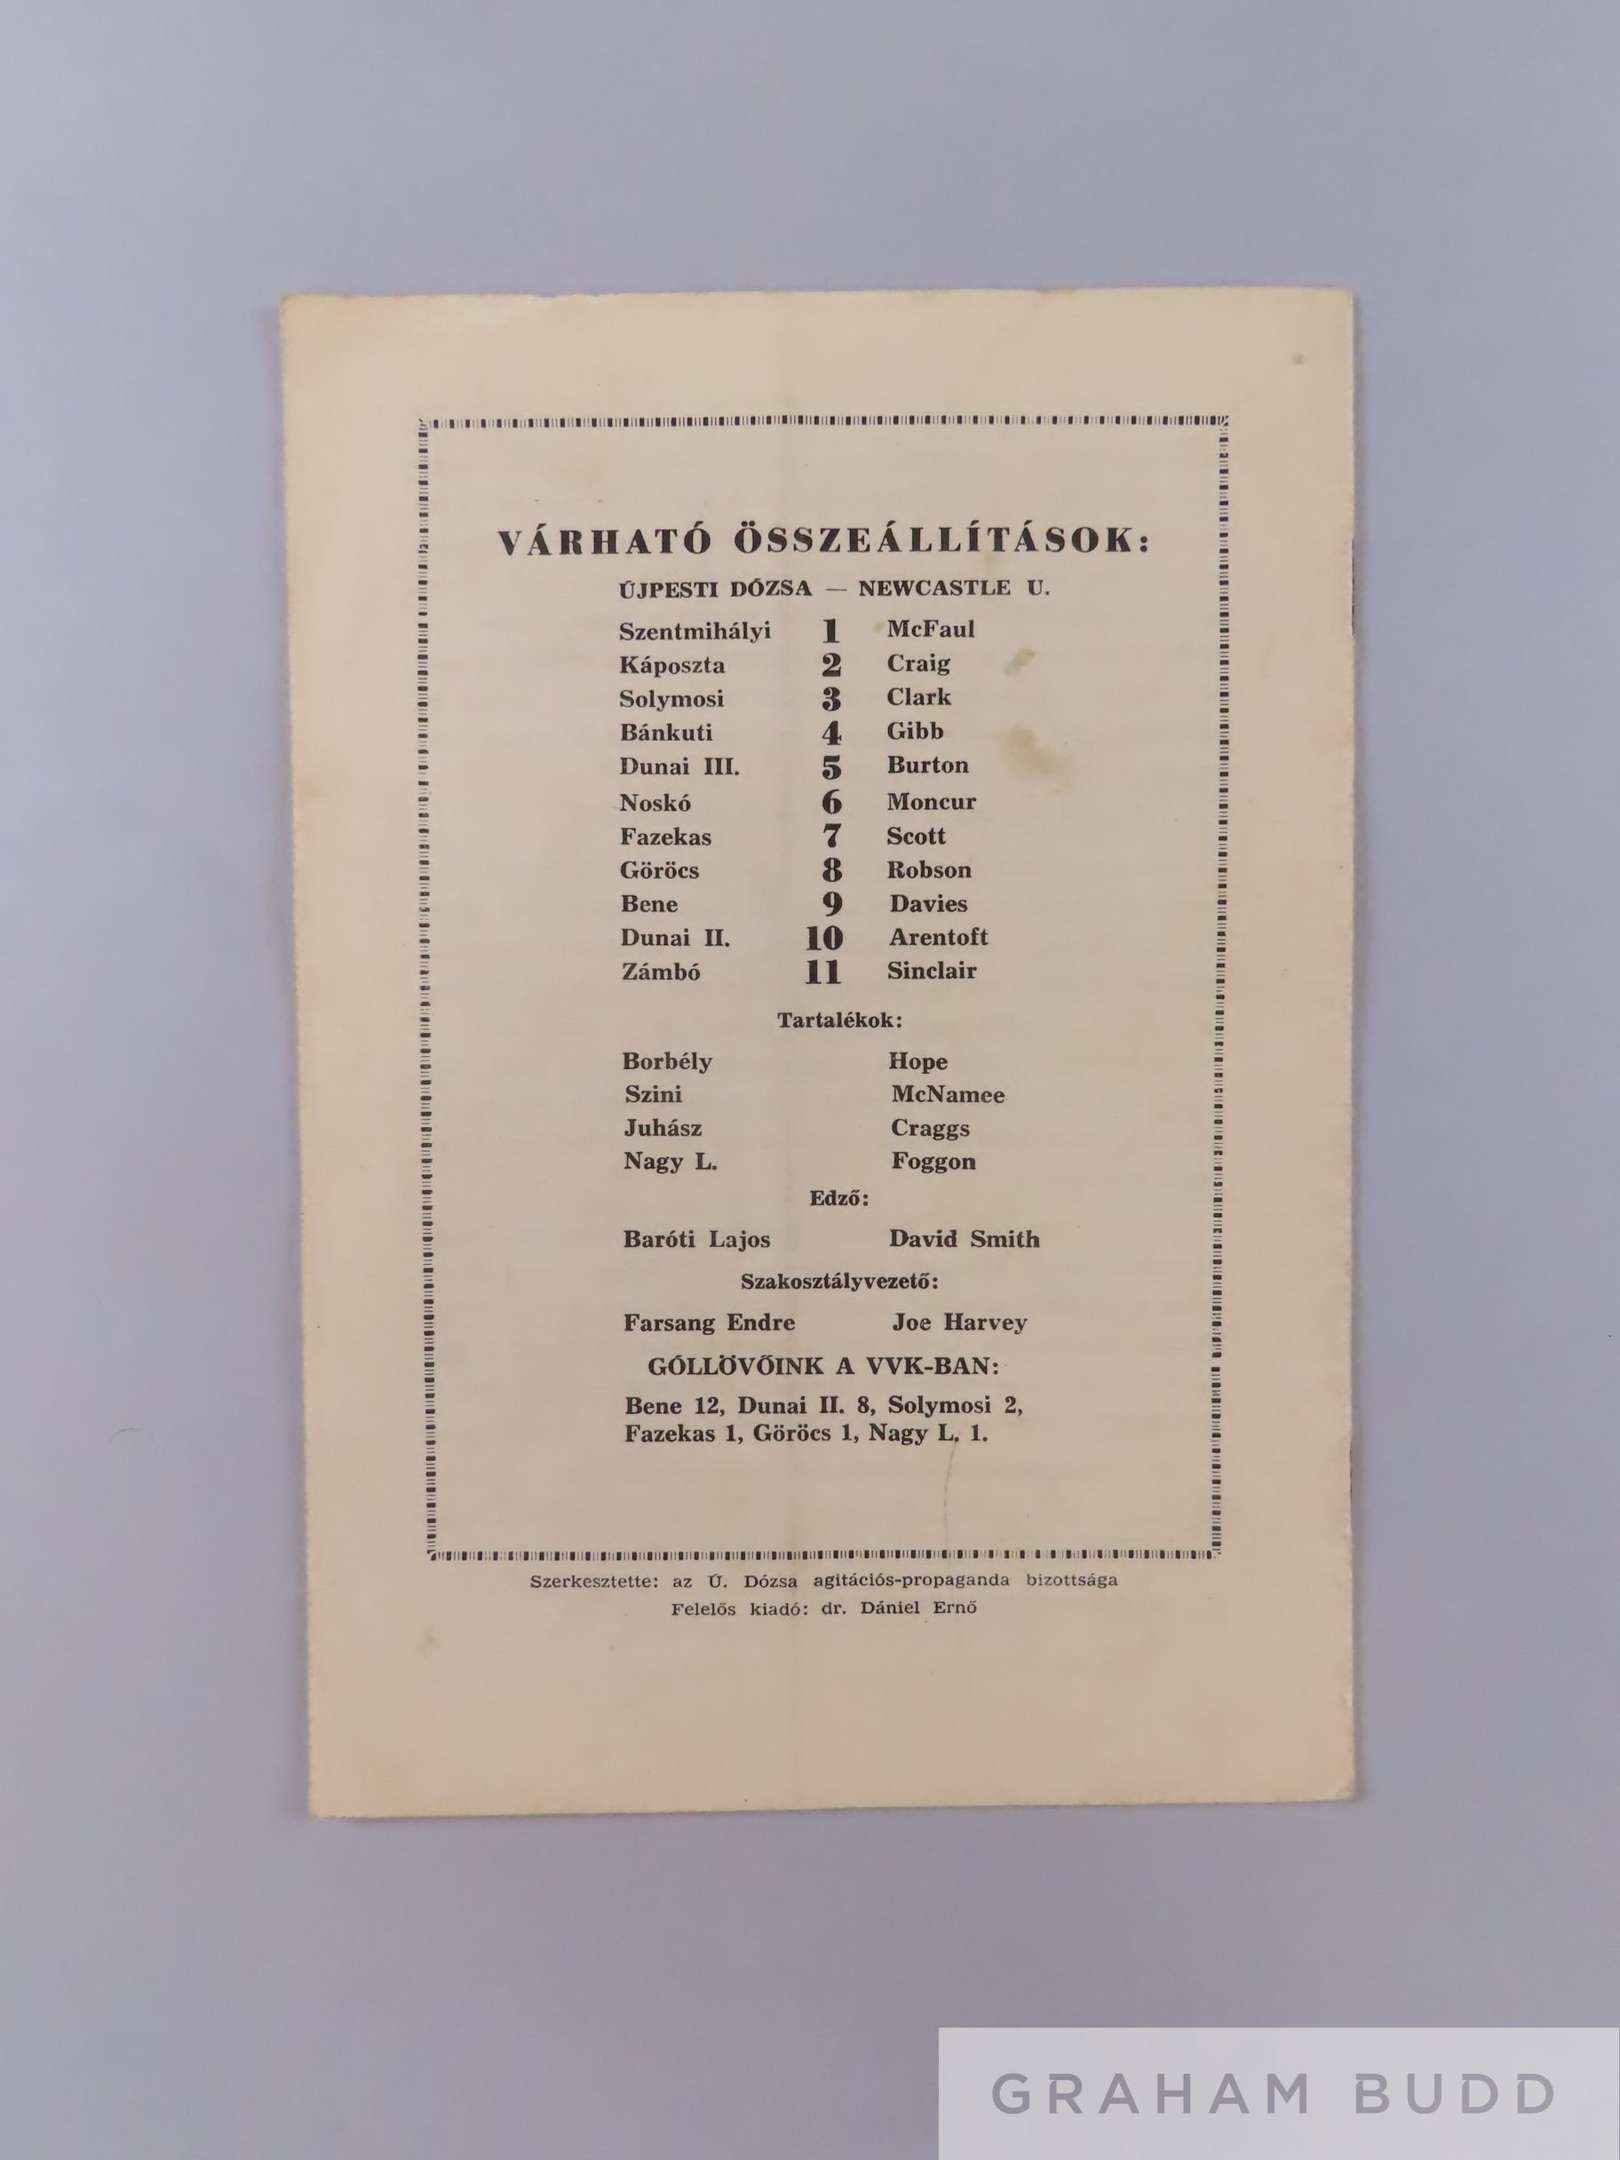 VÁRHATÓ ÖSSZEÁLLÍTÁSOK:
ÚJPESTI DÓZSA — NEWCASTLE U.
Szentmihályi 1 McFaul
Káposzta 2 Craig
Solymosi 3 Clark
Bánkuti 4 Gibb
Dunai III. 5 Burton
Noskó 6 Moncur
Fazekas 7 Scott
Göröcs 8 Robson
Bene 9 Davies
Dunai II. 10 Arentoft
Zámbó 11 Sinclair
Tartalékok:
Borbély Hope
Szini McNamee
Juhász Craggs
Nagy L. Foggon
Edző:
Baróti Lajos David Smith
Szakosztályvezető:
Farsang Endre Joe Harvey
GÓLLÖVŐINK A VVK-BAN:
Bene 12, Dunai II. 8, Solymosi 2,
Fazekas 1, Göröcs 1, Nagy L. 1.
Szerkesztette: az Ú. Dózsa agitációs-propaganda bizottsága
Felelős kiadó: dr. Dániel Ernő
GRAHAM BUDD